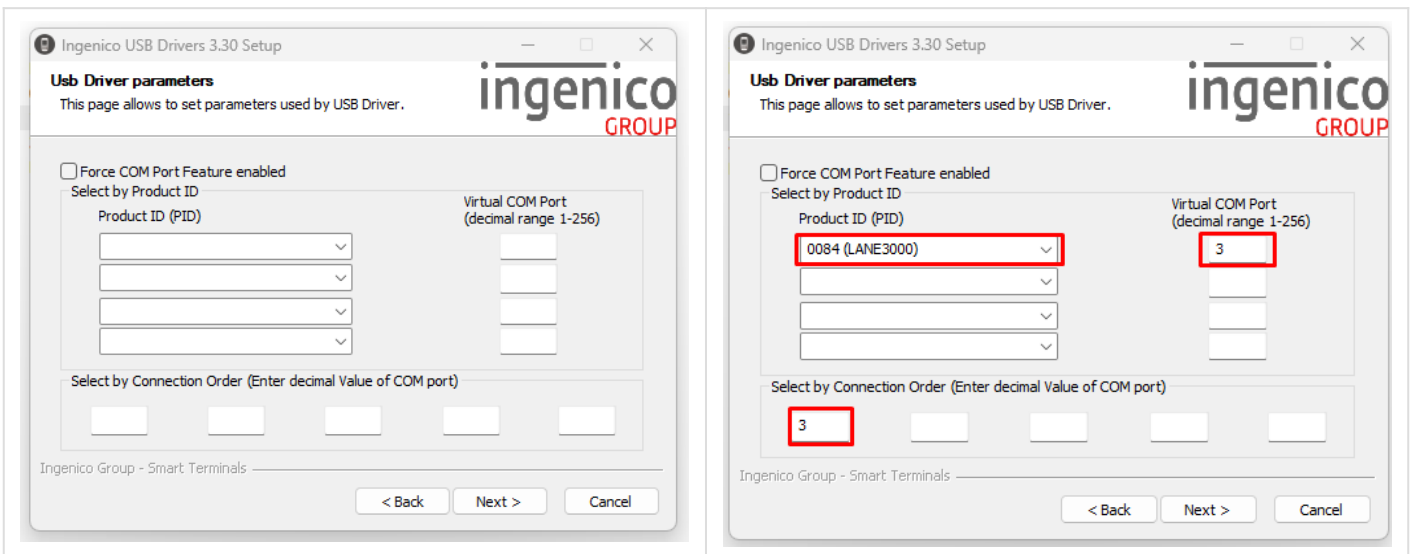 Ingenico USB Drivers 3.30 Setup
Usb Driver parameters
This page allows to set parameters used by USB Driver.
ingenico
GROUP
Force COM Port Feature enabled
Select by Product ID
Product ID (PID)
Virtual COM Port
(decimal range 1-256)
Select by Connection Order (Enter decimal Value of COM port)
Ingenico Group - Smart Terminals
< Back
Next >
Cancel
Ingenico USB Drivers 3.30 Setup
Usb Driver parameters
This page allows to set parameters used by USB Driver.
ingenico
GROUP
Force COM Port Feature enabled
Select by Product ID
Product ID (PID)
Virtual COM Port
(decimal range 1-256)
0084 (LANE3000)
3
Select by Connection Order (Enter decimal Value of COM port)
3
Ingenico Group - Smart Terminals
< Back
Next >
Cancel